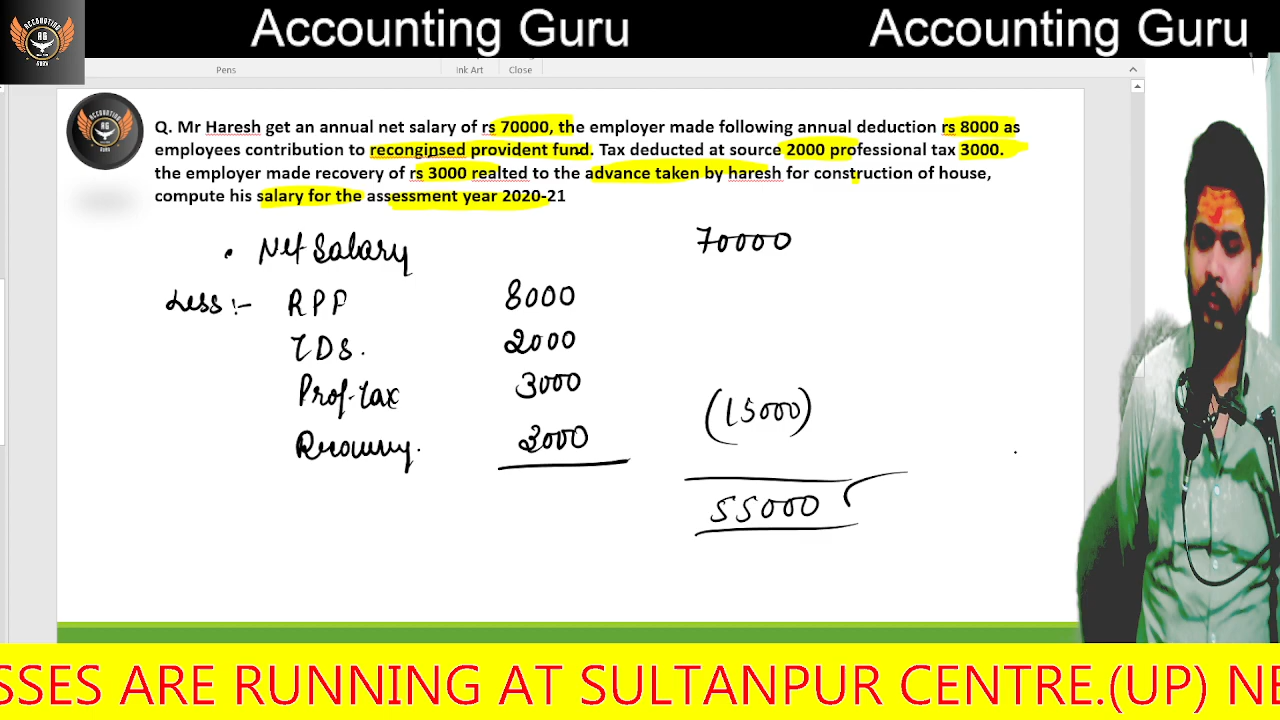 Accounting Guru Accounting Guru
ACCOUNTING
AG
GURU
Pens Ink Art Close
Q. Mr Haresh get an annual net salary of rs 70000, the employer made following annual deduction rs 8000 as
employees contribution to reconginsed provident fund. Tax deducted at source 2000 professional tax 3000.
the employer made recovery of rs 3000 realted to the advance taken by haresh for construction of house,
compute his salary for the assessment year 2020-21
Net Salary 70000
Less :- RPF 8000
TDS. 2000
Prof. Tax 3000
Recovery. 2000
(15000)
55000
SSES ARE RUNNING AT SULTANPUR CENTRE.(UP) NE